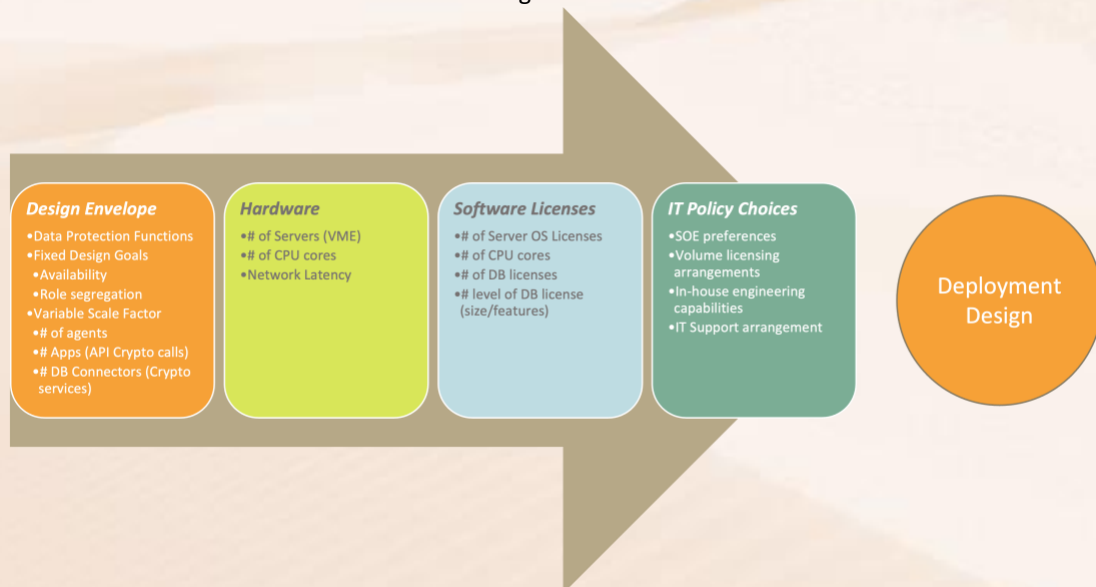 Design Envelope
•Data Protection Functions
•Fixed Design Goals
•Availability
•Role segregation
•Variable Scale Factor
•# of agents
•# Apps (API Crypto calls)
•# DB Connectors (Crypto
services)
Hardware
•# of Servers (VME)
•# of CPU cores
•Network Latency
Software Licenses
•# of Server OS Licenses
•# of CPU cores
•# of DB licenses
•# level of DB license
(size/features)
IT Policy Choices
•SOE preferences
•Volume licensing
arrangements
•In-house engineering
capabilities
•IT Support arrangement
Deployment
Design